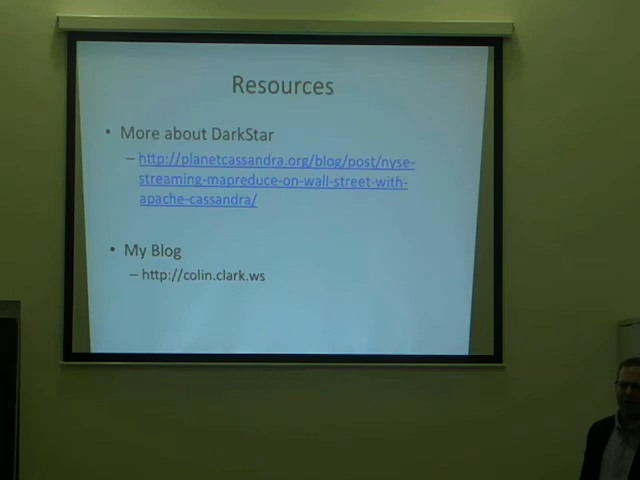 Resources
• More about DarkStar
– http://planetcassandra.org/blog/post/nyse-
streaming-mapreduce-on-wall-street-with-
apache-cassandra/
• My Blog
– http://colin.clark.ws